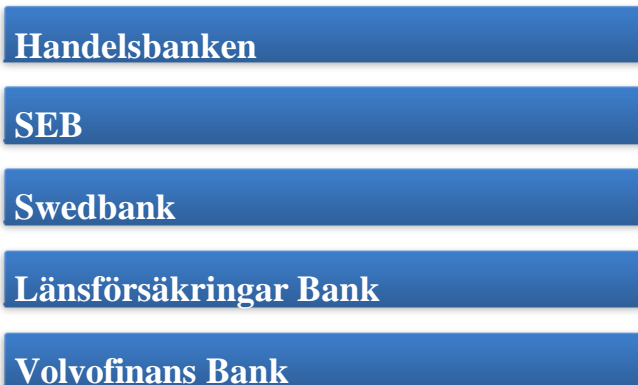 Handelsbanken
SEB
Swedbank
Länsförsäkringar Bank
Volvofinans Bank